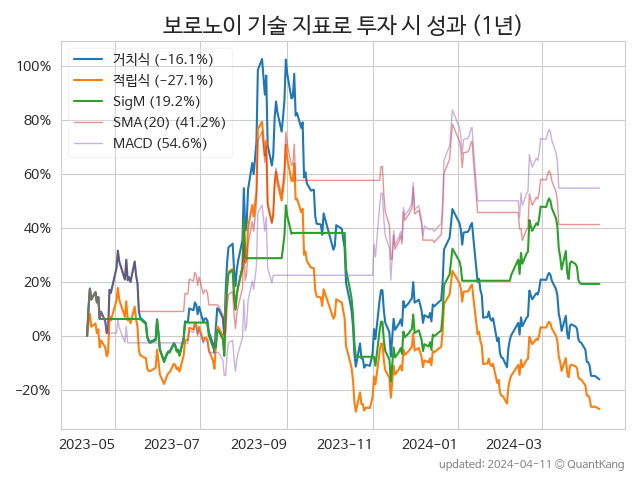 보로노이 기술 지표로 투자 시 성과 (1년)
거치식 (−16.1%)
적립식 (−27.1%)
SigM (19.2%)
SMA(20) (41.2%)
MACD (54.6%)
100%
80%
60%
40%
20%
0%
−20%
2023-05 2023-07 2023-09 2023-11 2024-01 2024-03
updated: 2024-04-11 © QuantKang